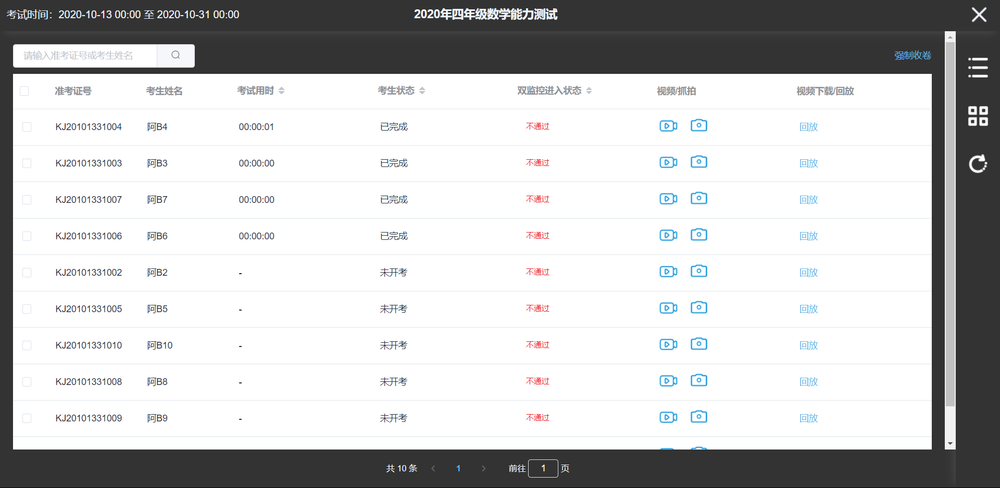 考试时间：2020-10-13 00:00 至 2020-10-31 00:00
2020年四年级数学能力测试
请输入准考证号或考生姓名
强制收卷
准考证号 考生姓名 考试用时 考生状态 双监控进入状态 视频/抓拍 视频下载/回放
KJ20101331004 阿B4 00:00:01 已完成 不通过 回放
KJ20101331003 阿B3 00:00:00 已完成 不通过 回放
KJ20101331007 阿B7 00:00:00 已完成 不通过 回放
KJ20101331006 阿B6 00:00:00 已完成 不通过 回放
KJ20101331002 阿B2 - 未开考 不通过 回放
KJ20101331005 阿B5 - 未开考 不通过 回放
KJ20101331010 阿B10 - 未开考 不通过 回放
KJ20101331008 阿B8 - 未开考 不通过 回放
KJ20101331009 阿B9 - 未开考 不通过 回放
共 10 条 1 前往 1 页